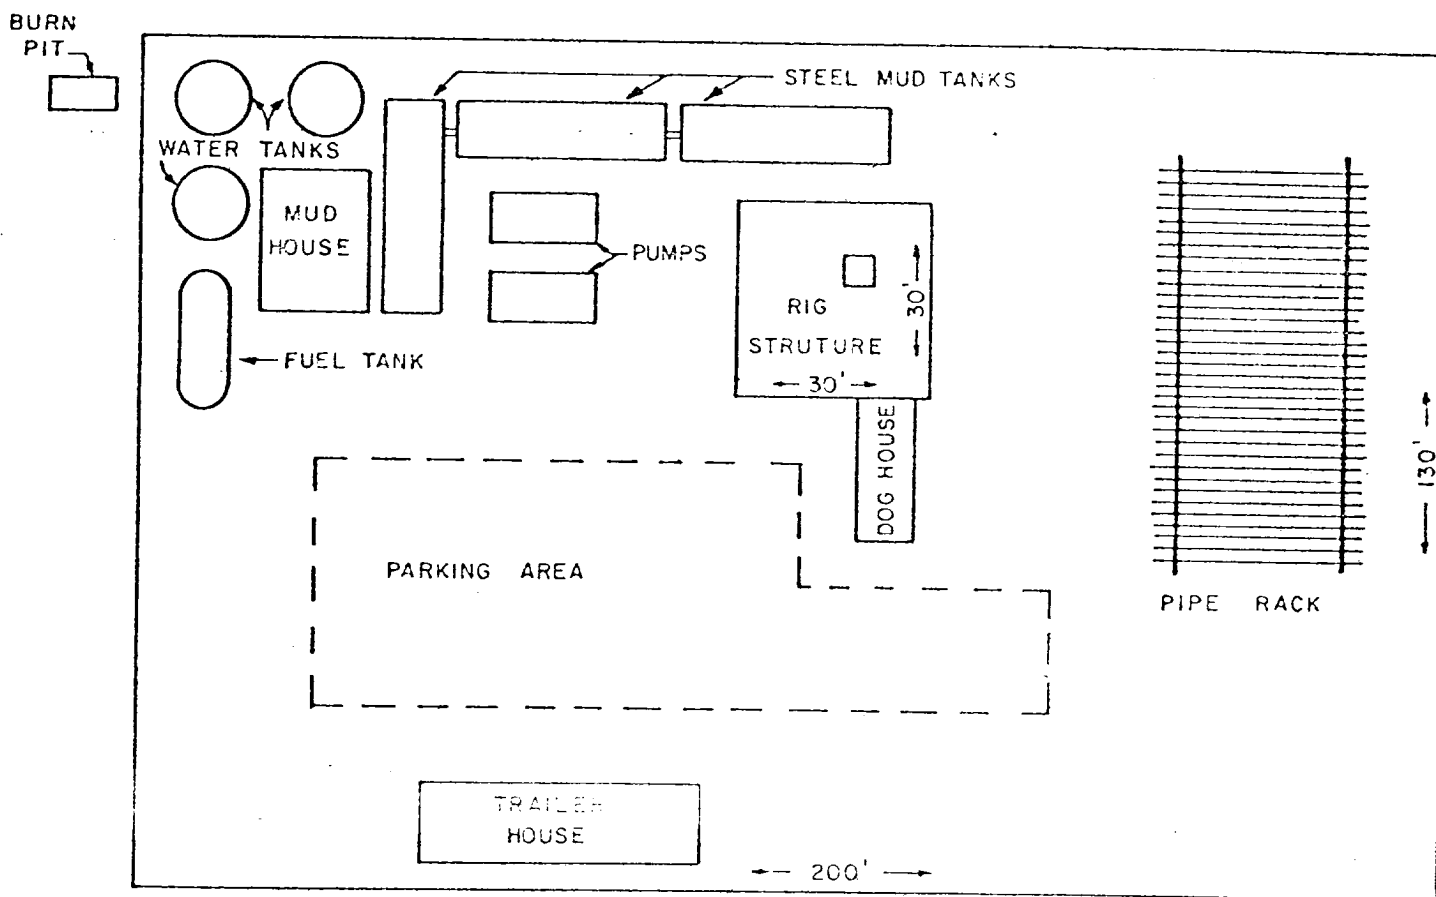 BURN
PIT
STEEL MUD TANKS
WATER TANKS
MUD
HOUSE
PUMPS
RIG
STRUTURE
30'
30'
FUEL TANK
DOG HOUSE
130'
PARKING AREA
PIPE RACK
TRAILER
HOUSE
200'